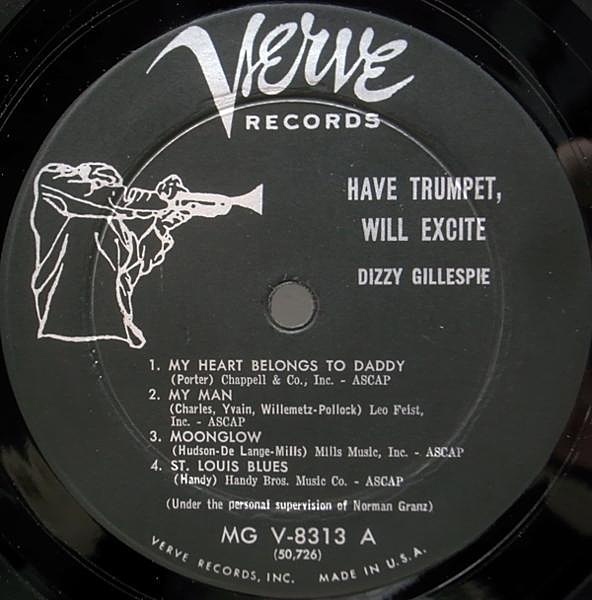 Verve
RECORDS
HAVE TRUMPET,
WILL EXCITE
DIZZY GILLESPIE
1. MY HEART BELONGS TO DADDY
(Porter) Chappell & Co., Inc. - ASCAP
2. MY MAN
(Charles, Yvain, Willemetz-Pollock) Leo Feist,
Inc. - ASCAP
3. MOONGLOW
(Hudson-De Lange-Mills) Mills Music, Inc. - ASCAP
4. ST. LOUIS BLUES
(Handy) Handy Bros. Music Co. - ASCAP
(Under the personal supervision of Norman Granz)
MG V-8313 A
(50,726)
VERVE RECORDS, INC. MADE IN U.S.A.